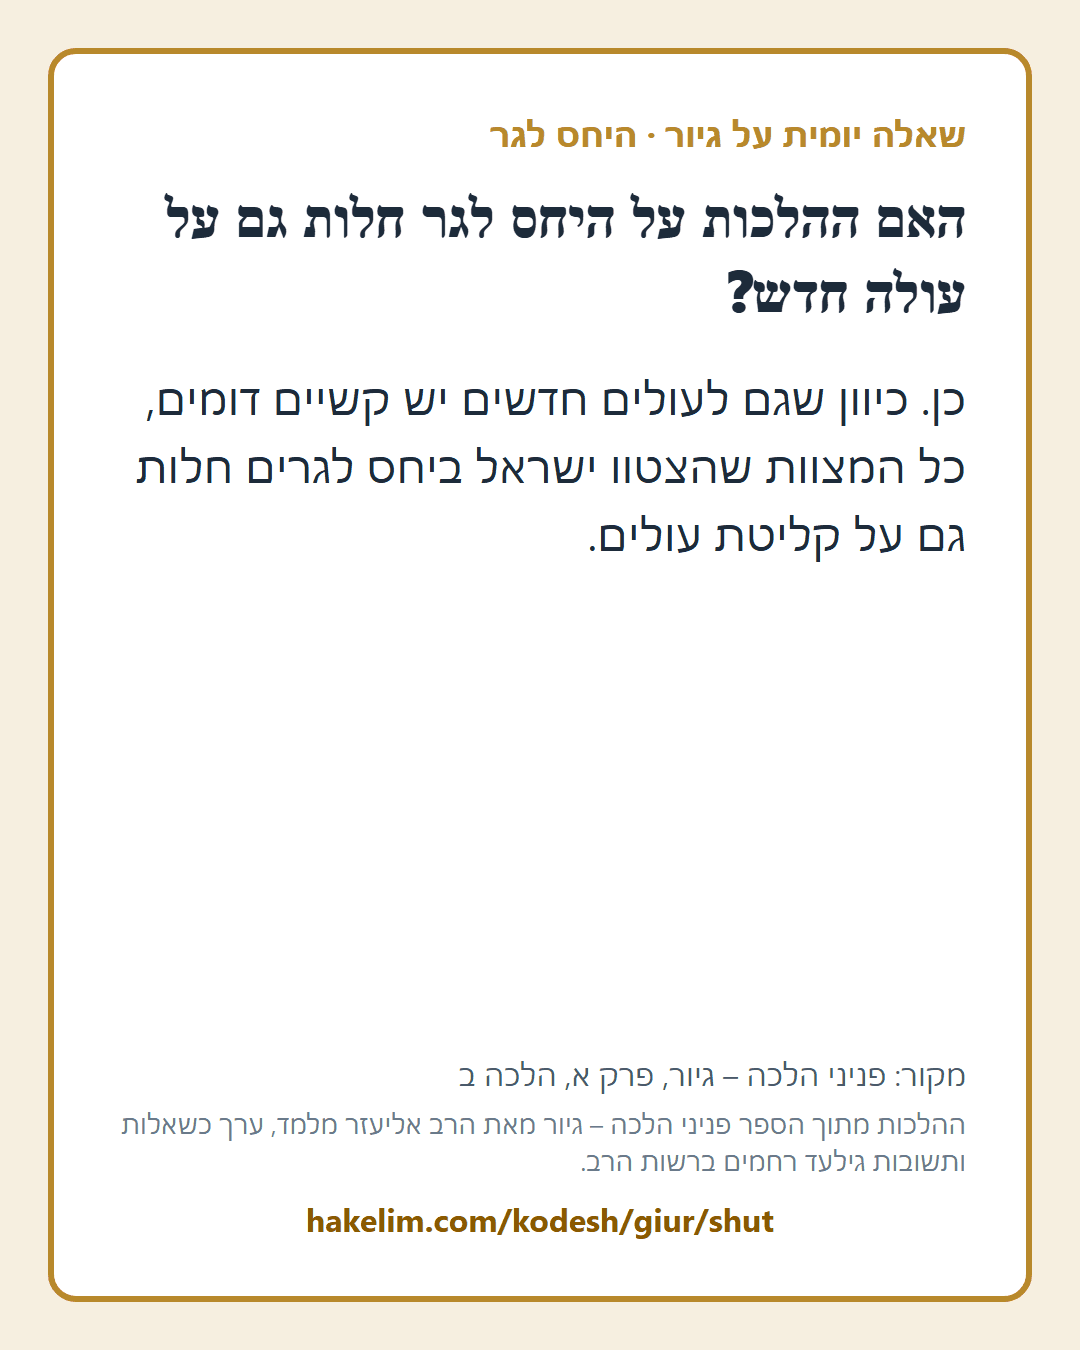 שאלה יומית על גיור · היחס לגר
האם ההלכות על היחס לגר חלות גם על
עולה חדש?
כן. כיוון שגם לעולים חדשים יש קשיים דומים,
כל המצוות שהצטוו ישראל ביחס לגרים חלות
גם על קליטת עולים.
מקור: פניני הלכה – גיור, פרק א, הלכה ב
ההלכות מתוך הספר פניני הלכה – גיור מאת הרב אליעזר מלמד, ערך כשאלות
ותשובות גילעד רחמים ברשות הרב.
hakelim.com/kodesh/giur/shut